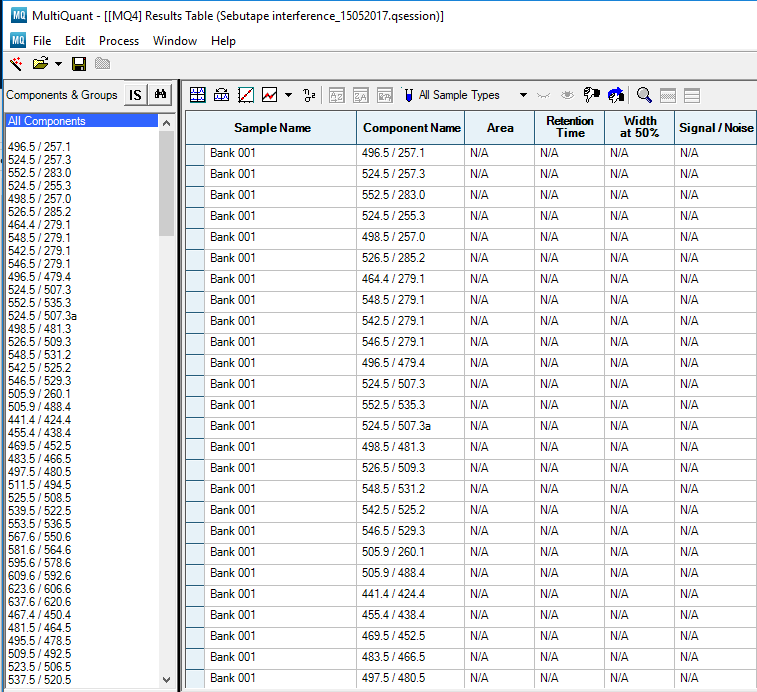 MultiQuant - [[MQ4] Results Table (Sebutape interference_15052017.qsession)]
File Edit Process Window Help
Components & Groups IS
All Sample Types
All Components
496.5 / 257.1
524.5 / 257.3
552.5 / 283.0
524.5 / 255.3
498.5 / 257.0
526.5 / 285.2
464.4 / 279.1
548.5 / 279.1
542.5 / 279.1
546.5 / 279.1
496.5 / 479.4
524.5 / 507.3
552.5 / 535.3
524.5 / 507.3a
498.5 / 481.3
526.5 / 509.3
548.5 / 531.2
542.5 / 525.2
546.5 / 529.3
505.9 / 260.1
505.9 / 488.4
441.4 / 424.4
455.4 / 438.4
469.5 / 452.5
483.5 / 466.5
497.5 / 480.5
511.5 / 494.5
525.5 / 508.5
539.5 / 522.5
553.5 / 536.5
567.6 / 550.6
581.6 / 564.6
595.6 / 578.6
609.6 / 592.6
623.6 / 606.6
637.6 / 620.6
467.4 / 450.4
481.5 / 464.5
495.5 / 478.5
509.5 / 492.5
523.5 / 506.5
537.5 / 520.5
Sample Name Component Name Area Retention Time Width at 50% Signal / Noise
Bank 001 496.5 / 257.1 N/A N/A N/A N/A
Bank 001 524.5 / 257.3 N/A N/A N/A N/A
Bank 001 552.5 / 283.0 N/A N/A N/A N/A
Bank 001 524.5 / 255.3 N/A N/A N/A N/A
Bank 001 498.5 / 257.0 N/A N/A N/A N/A
Bank 001 526.5 / 285.2 N/A N/A N/A N/A
Bank 001 464.4 / 279.1 N/A N/A N/A N/A
Bank 001 548.5 / 279.1 N/A N/A N/A N/A
Bank 001 542.5 / 279.1 N/A N/A N/A N/A
Bank 001 546.5 / 279.1 N/A N/A N/A N/A
Bank 001 496.5 / 479.4 N/A N/A N/A N/A
Bank 001 524.5 / 507.3 N/A N/A N/A N/A
Bank 001 552.5 / 535.3 N/A N/A N/A N/A
Bank 001 524.5 / 507.3a N/A N/A N/A N/A
Bank 001 498.5 / 481.3 N/A N/A N/A N/A
Bank 001 526.5 / 509.3 N/A N/A N/A N/A
Bank 001 548.5 / 531.2 N/A N/A N/A N/A
Bank 001 542.5 / 525.2 N/A N/A N/A N/A
Bank 001 546.5 / 529.3 N/A N/A N/A N/A
Bank 001 505.9 / 260.1 N/A N/A N/A N/A
Bank 001 505.9 / 488.4 N/A N/A N/A N/A
Bank 001 441.4 / 424.4 N/A N/A N/A N/A
Bank 001 455.4 / 438.4 N/A N/A N/A N/A
Bank 001 469.5 / 452.5 N/A N/A N/A N/A
Bank 001 483.5 / 466.5 N/A N/A N/A N/A
Bank 001 497.5 / 480.5 N/A N/A N/A N/A